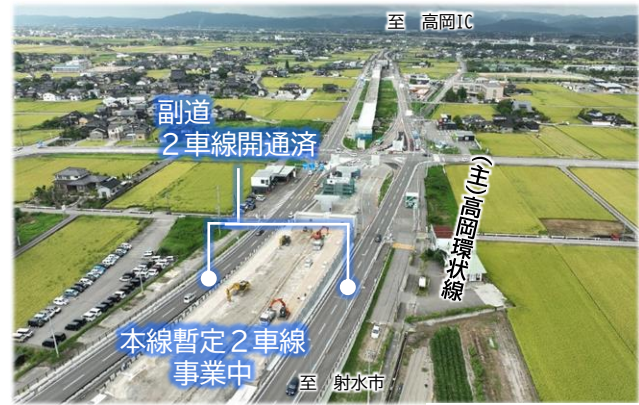 至 高岡IC
副道
２車線開通済
(主)高岡環状線
本線暫定２車線
事業中
至 射水市